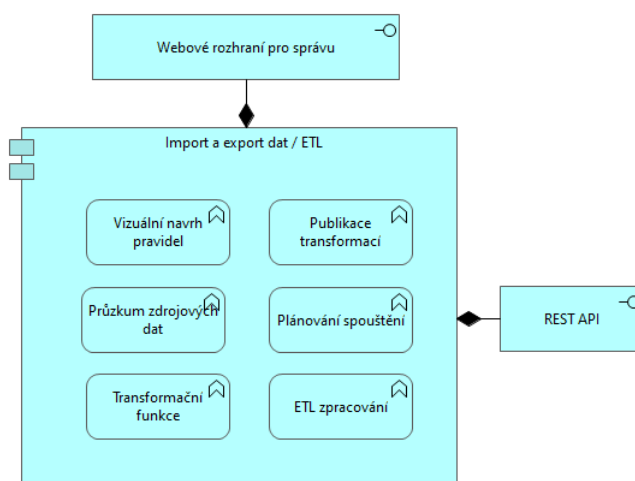 Webové rozhraní pro správu
Import a export dat / ETL
Vizuální navrh
pravidel
Publikace
transformací
Průzkum zdrojových
dat
Plánování spouštění
REST API
Transformační
funkce
ETL zpracování